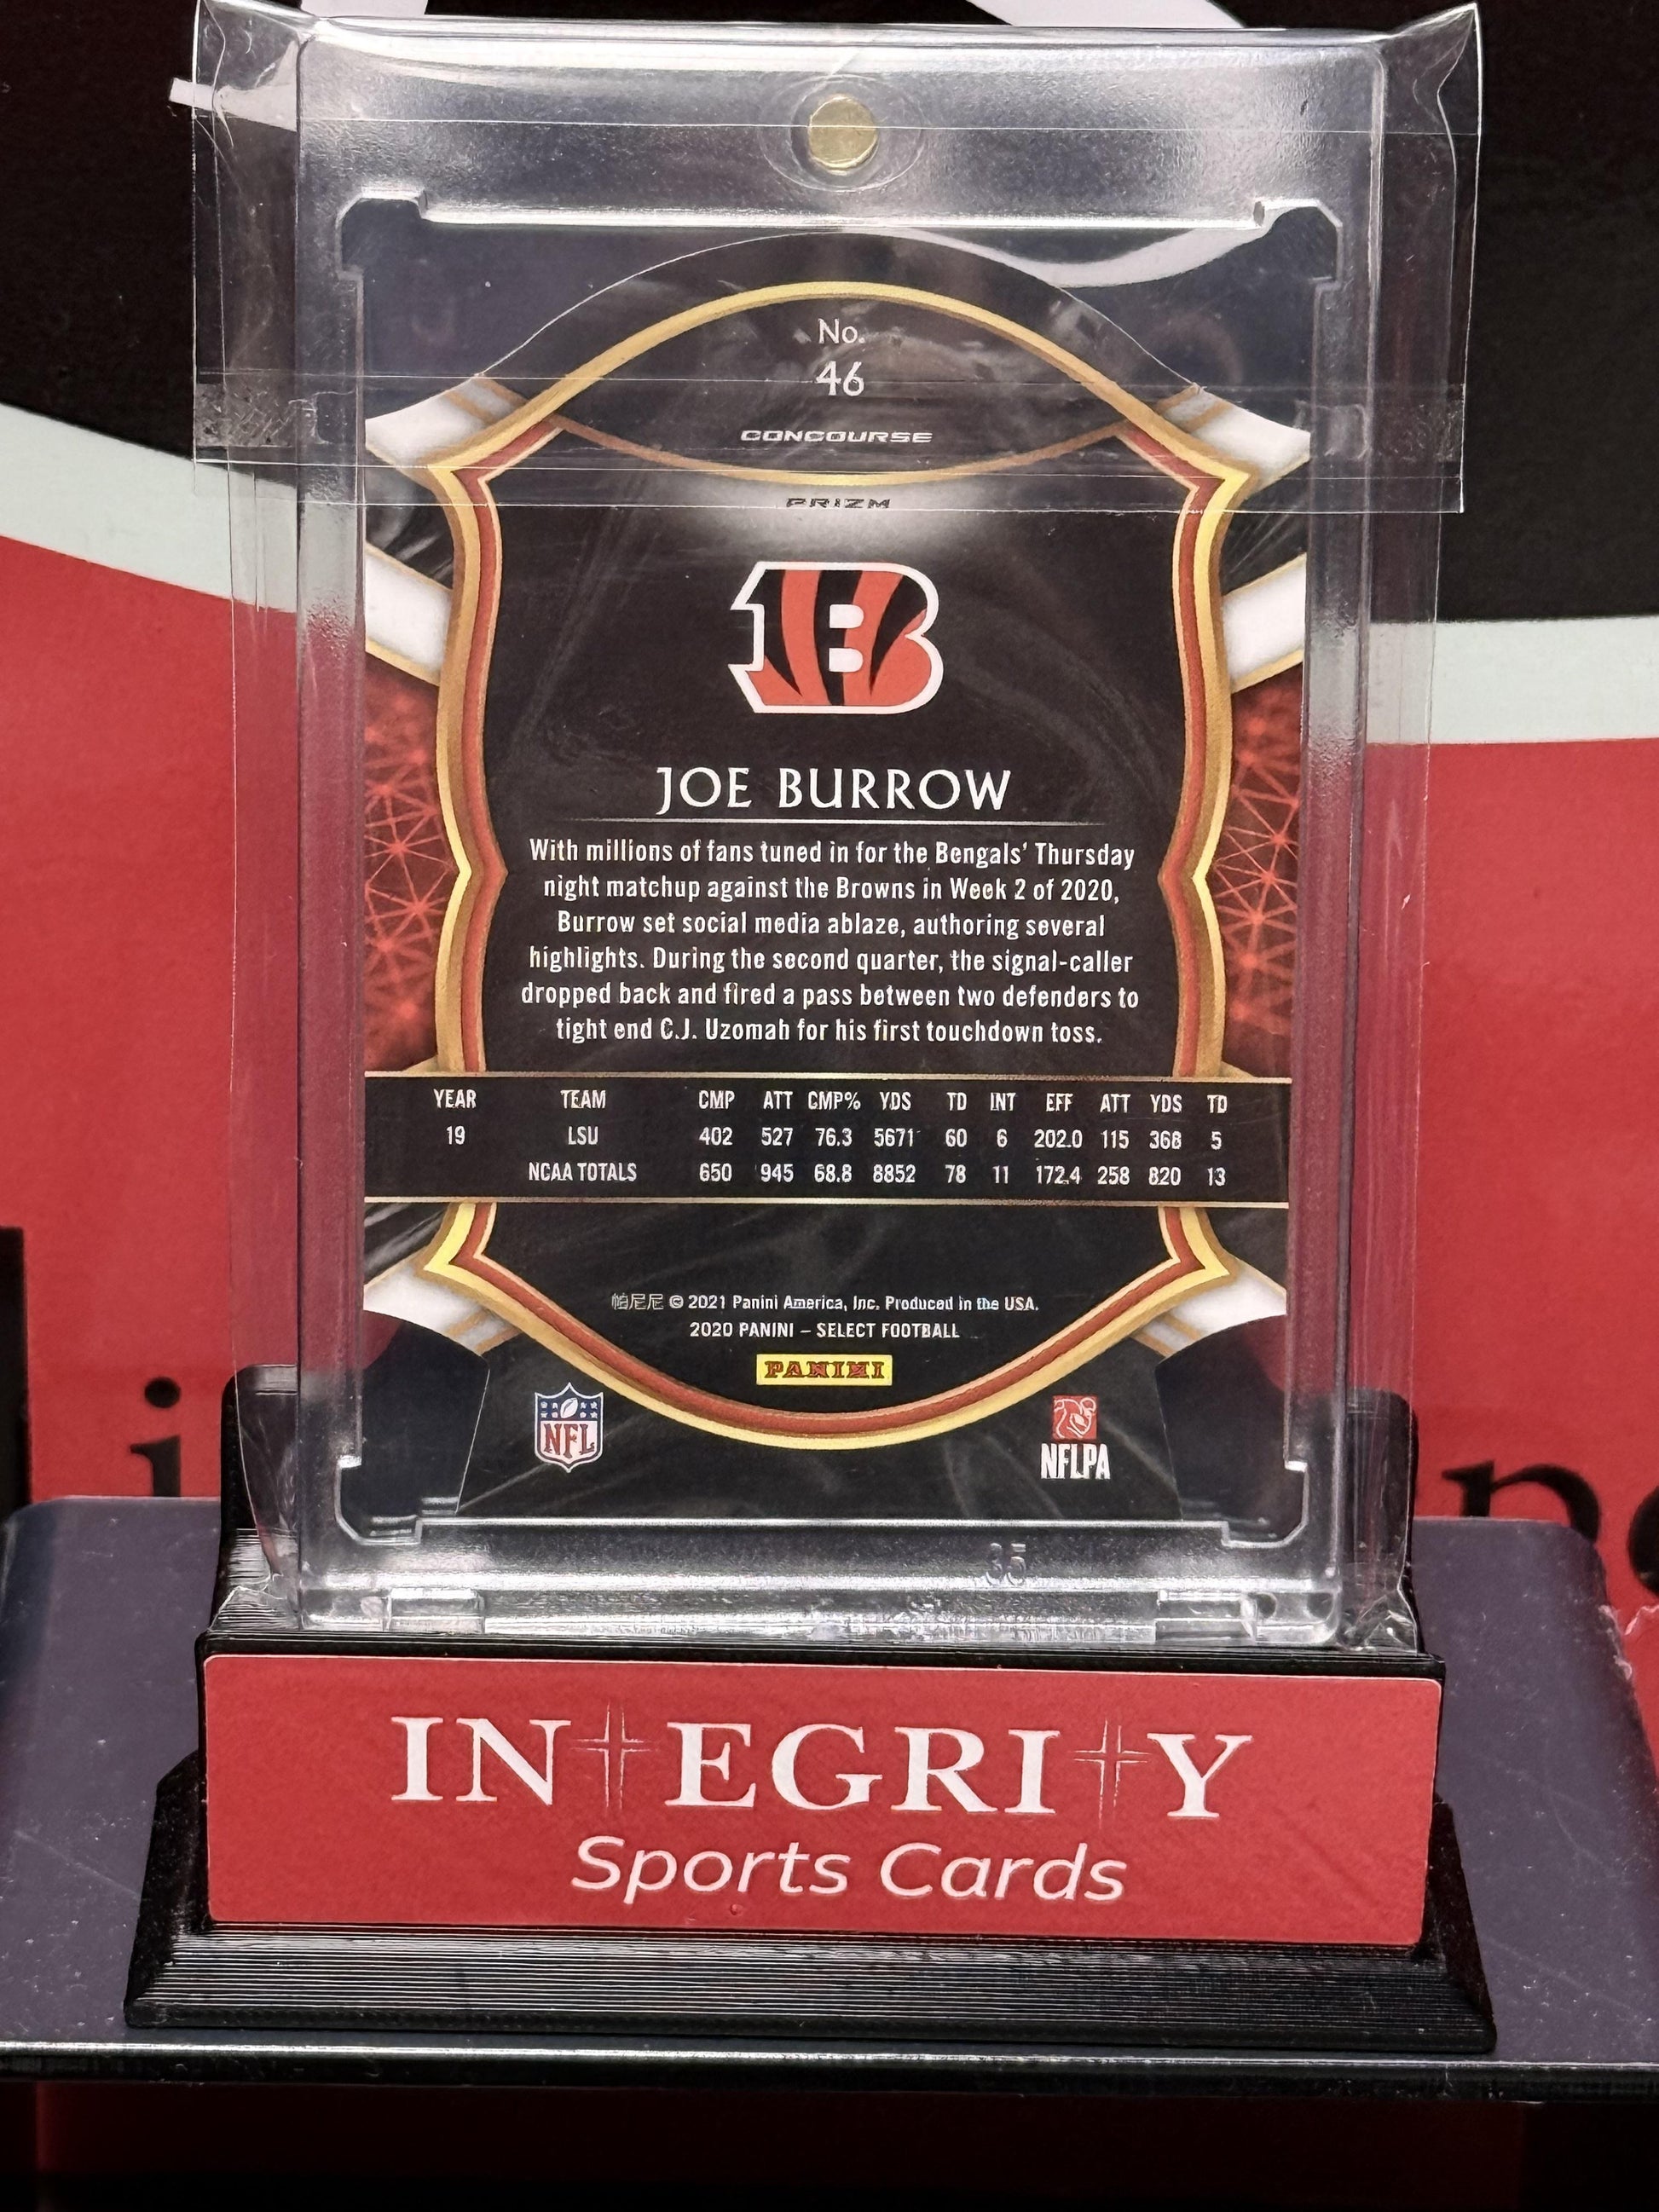 No.
46
CONCOURSE
PRIZM
B
JOE BURROW
With millions of fans tuned in for the Bengals' Thursday
night matchup against the Browns in Week 2 of 2020,
Burrow set social media ablaze, authoring several
highlights. During the second quarter, the signal-caller
dropped back and fired a pass between two defenders to
tight end C.J. Uzomah for his first touchdown toss.
YEAR TEAM CMP ATT CMP% YDS TD INT EFF ATT YDS TD
19 LSU 402 527 76.3 5671 60 6 202.0 115 368 5
NCAA TOTALS 650 945 68.8 8852 78 11 172.4 258 820 13
帕尼尼 © 2021 Panini America, Inc. Produced in the USA.
2020 PANINI – SELECT FOOTBALL
PANINI
NFL
NFLPA
35
INTEGRITY
Sports Cards